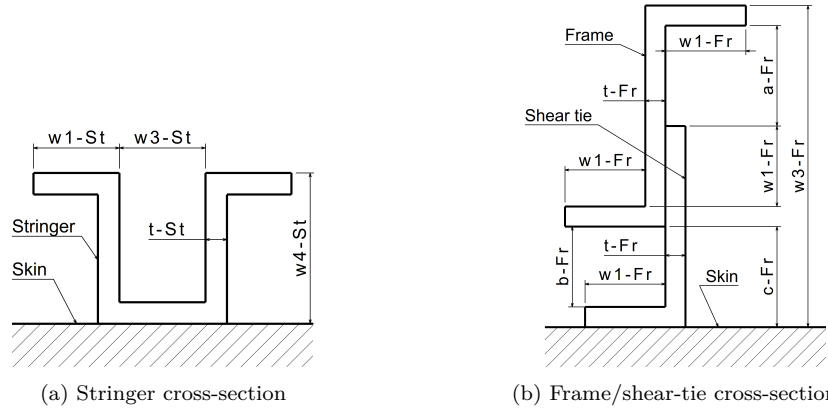 w1-St w3-St
t-St
w4-St
Stringer
Skin
(a) Stringer cross-section
Frame
w1-Fr
a-Fr
t-Fr
Shear tie
w1-Fr
w1-Fr
w3-Fr
t-Fr
b-Fr
w1-Fr
Skin
c-Fr
(b) Frame/shear-tie cross-section